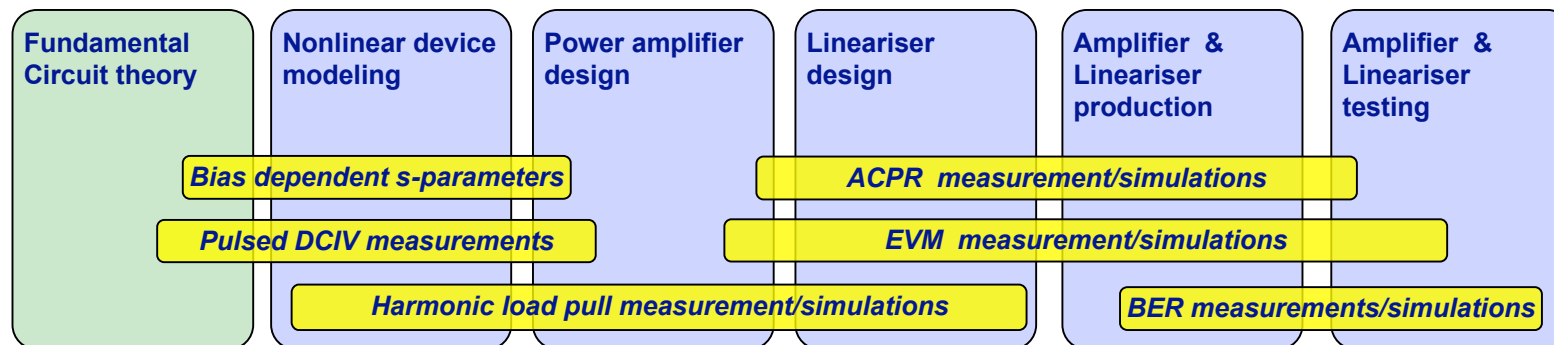 Fundamental
Circuit theory
Nonlinear device
modeling
Power amplifier
design
Lineariser
design
Amplifier &
Lineariser
production
Amplifier &
Lineariser
testing
Bias dependent s-parameters
ACPR measurement/simulations
Pulsed DCIV measurements
EVM measurement/simulations
Harmonic load pull measurement/simulations
BER measurements/simulations